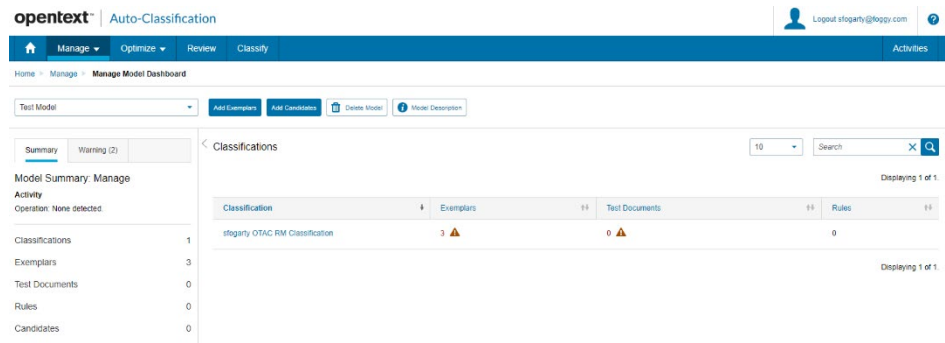 opentext™ | Auto-Classification
Logout sfogarty@foggy.com ?
Manage Optimize Review Classify Activities
Home > Manage > Manage Model Dashboard
Test Model Add Exemplars Add Candidates Delete Model Model Description
Summary Warning (2)
Classifications
10 Search
Model Summary: Manage
Displaying 1 of 1.
Activity
Operation: None detected.
Classification Exemplars Test Documents Rules
sfogarty OTAC RM Classification 3 0 0
Classifications 1
Exemplars 3
Displaying 1 of 1.
Test Documents 0
Rules 0
Candidates 0